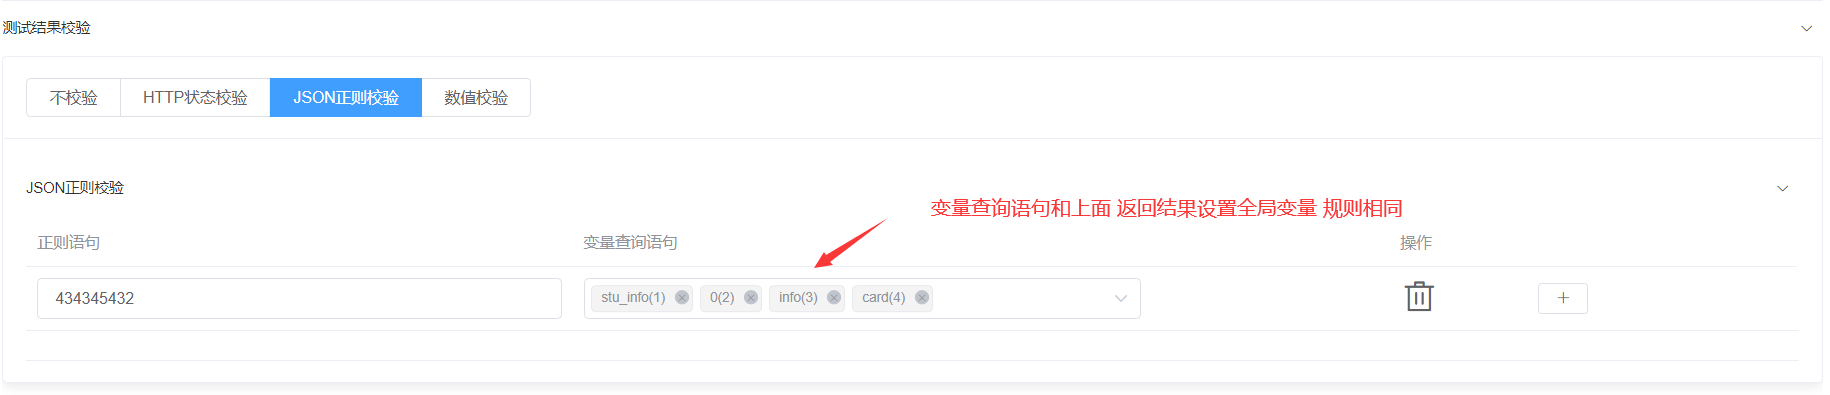 测试结果校验
不校验 HTTP状态校验 JSON正则校验 数值校验
JSON正则校验
变量查询语句和上面 返回结果设置全局变量 规则相同
正则语句 变量查询语句 操作
434345432 stu_info(1) 0(2) info(3) card(4)